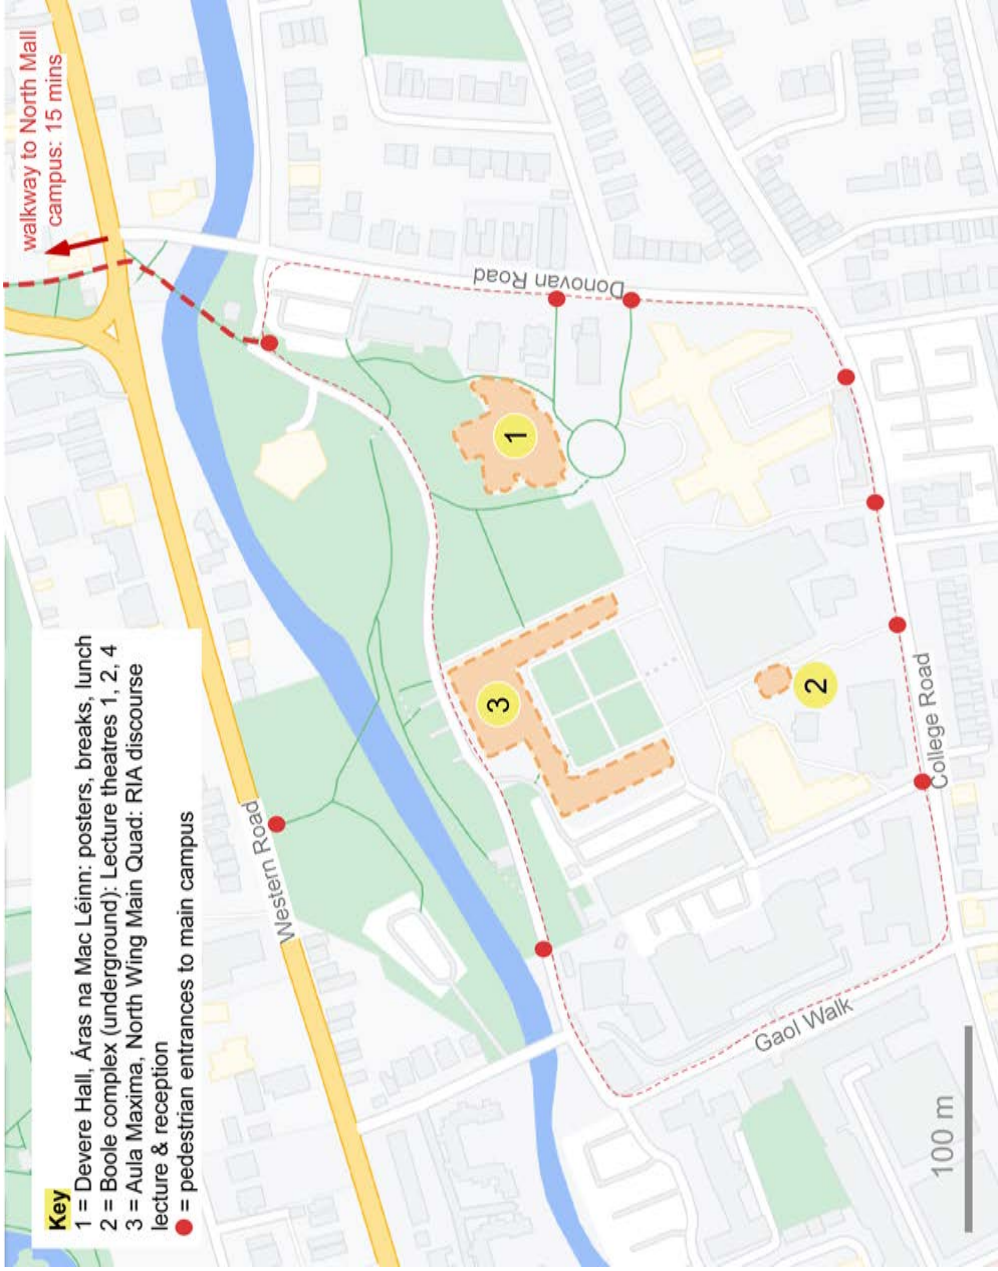 Key
1 = Devere Hall, Áras na Mac Léinn: posters, breaks, lunch
2 = Boole complex (underground): Lecture theatres 1, 2, 4
3 = Aula Maxima, North Wing Main Quad: RIA discourse
lecture & reception
= pedestrian entrances to main campus
walkway to North Mall
campus: 15 mins
Western Road
Donovan Road
1
3
2
College Road
Gaol Walk
100 m